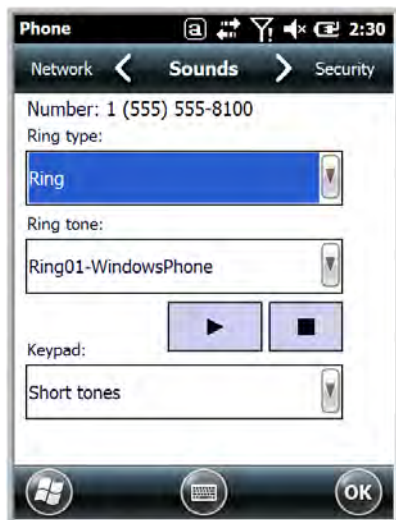 Phone a 2:30
Network Sounds Security
Number: 1 (555) 555-8100
Ring type:
Ring
Ring tone:
Ring01-WindowsPhone
Keypad:
Short tones
OK